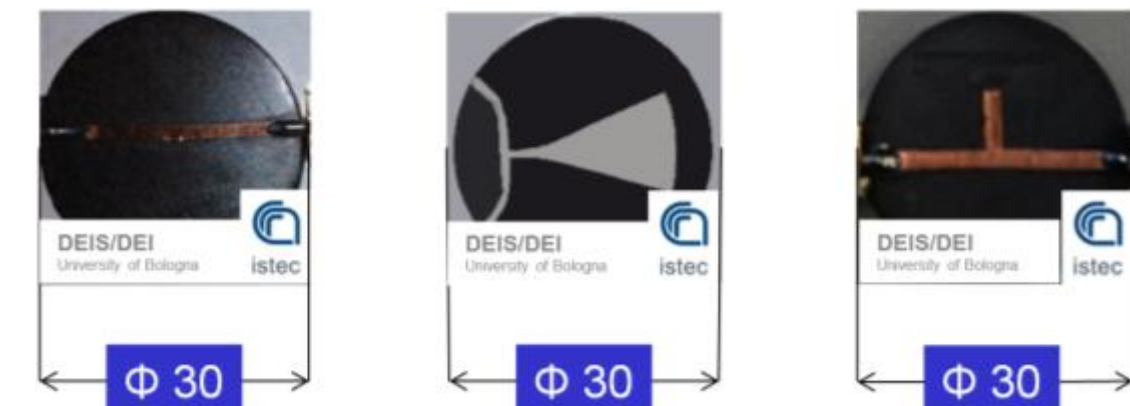 DEIS/DEI
University of Bologna
istec
Φ 30
DEIS/DEI
University of Bologna
istec
Φ 30
DEIS/DEI
University of Bologna
istec
Φ 30